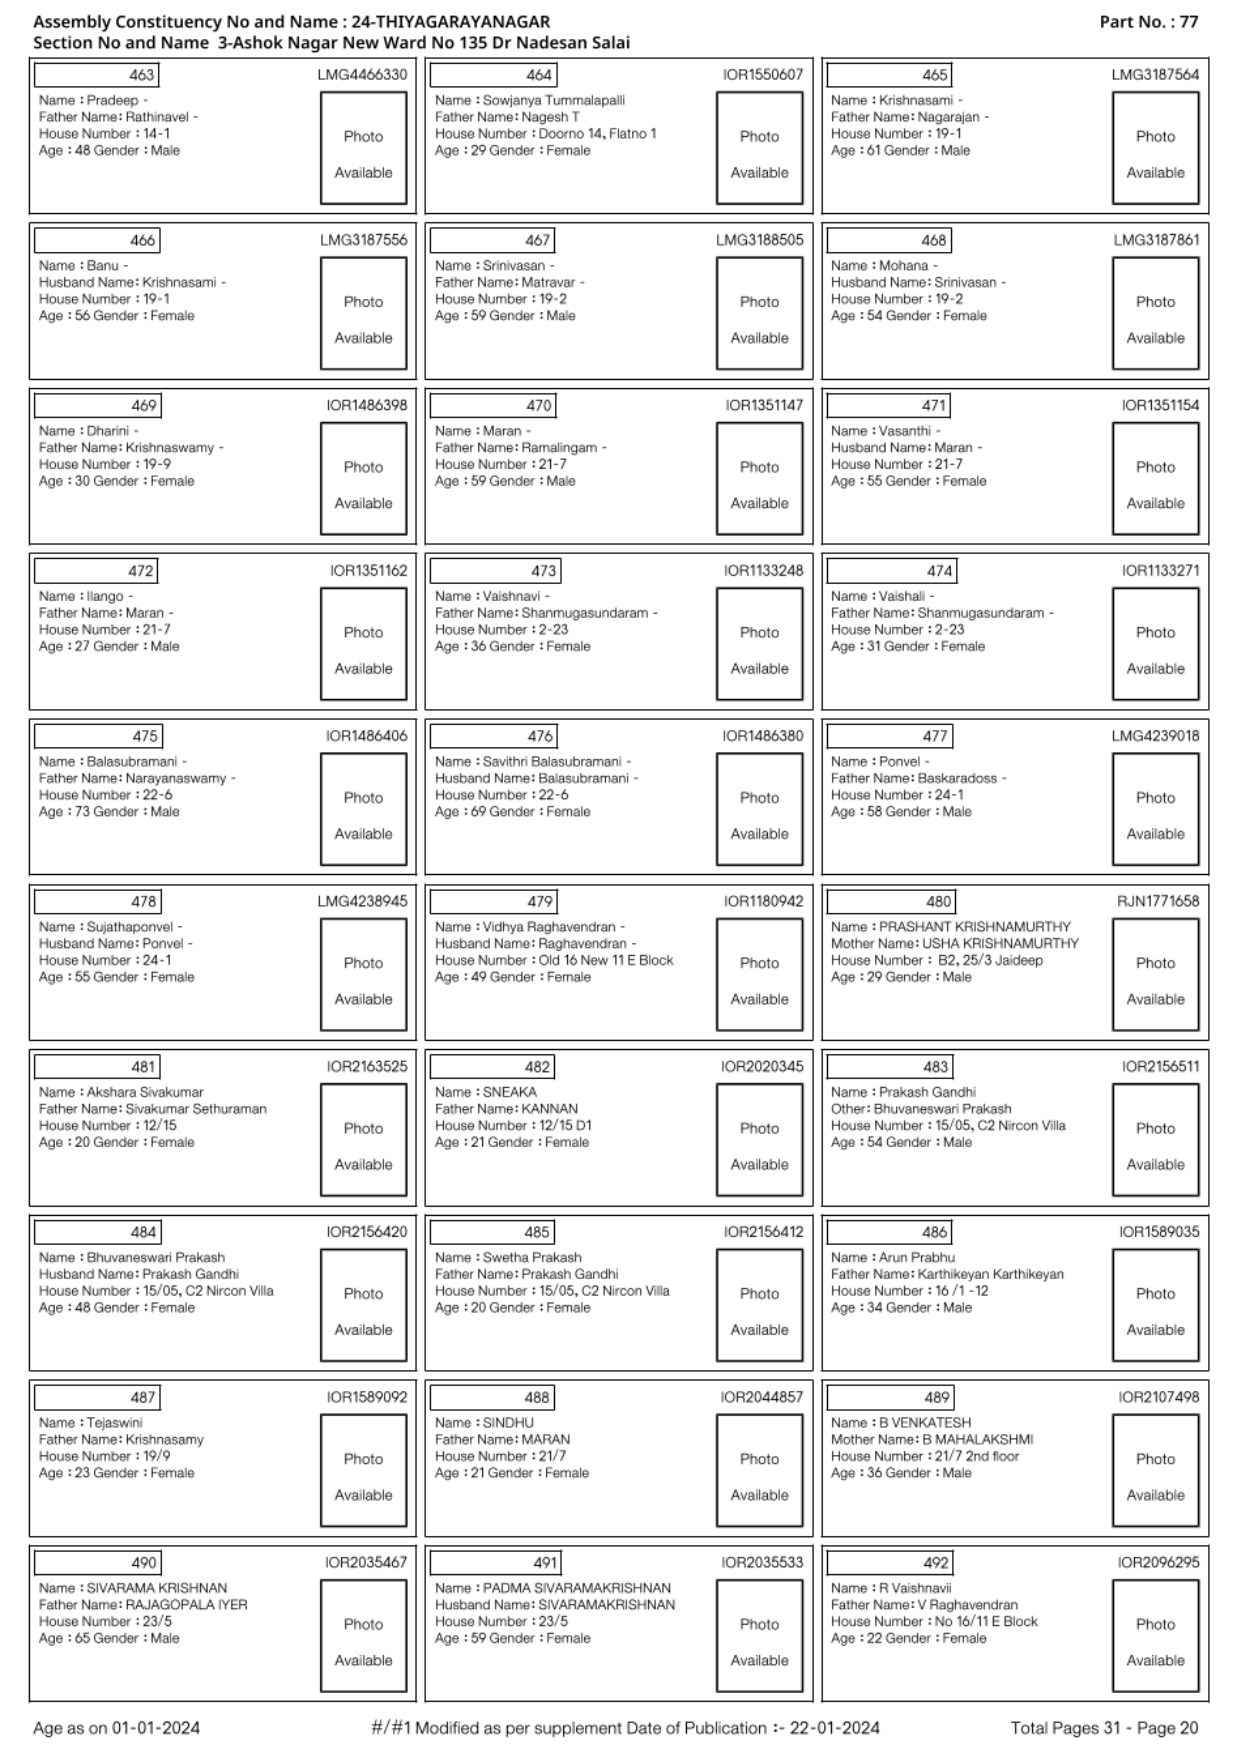 Assembly Constituency No and Name : 24-THIYAGARAYANAGAR
Part No. : 77
Section No and Name 3-Ashok Nagar New Ward No 135 Dr Nadesan Salai
463 LMG4466330
Name : Pradeep -
Father Name: Rathinavel -
House Number : 14-1
Age : 48 Gender : Male
Photo
Available
464 IOR1550607
Name : Sowjanya Tummalapalli
Father Name: Nagesh T
House Number : Doorno 14, Flatno 1
Age : 29 Gender : Female
Photo
Available
465 LMG3187564
Name : Krishnasami -
Father Name: Nagarajan -
House Number : 19-1
Age : 61 Gender : Male
Photo
Available
466 LMG3187556
Name : Banu -
Husband Name: Krishnasami -
House Number : 19-1
Age : 56 Gender : Female
Photo
Available
467 LMG3188505
Name : Srinivasan -
Father Name: Matravar -
House Number : 19-2
Age : 59 Gender : Male
Photo
Available
468 LMG3187861
Name : Mohana -
Husband Name: Srinivasan -
House Number : 19-2
Age : 54 Gender : Female
Photo
Available
469 IOR1486398
Name : Dharini -
Father Name: Krishnaswamy -
House Number : 19-9
Age : 30 Gender : Female
Photo
Available
470 IOR1351147
Name : Maran -
Father Name: Ramalingam -
House Number : 21-7
Age : 59 Gender : Male
Photo
Available
471 IOR1351154
Name : Vasanthi -
Husband Name: Maran -
House Number : 21-7
Age : 55 Gender : Female
Photo
Available
472 IOR1351162
Name : Ilango -
Father Name: Maran -
House Number : 21-7
Age : 27 Gender : Male
Photo
Available
473 IOR1133248
Name : Vaishnavi -
Father Name: Shanmugasundaram -
House Number : 2-23
Age : 36 Gender : Female
Photo
Available
474 IOR1133271
Name : Vaishali -
Father Name: Shanmugasundaram -
House Number : 2-23
Age : 31 Gender : Female
Photo
Available
475 IOR1486406
Name : Balasubramani -
Father Name: Narayanaswamy -
House Number : 22-6
Age : 73 Gender : Male
Photo
Available
476 IOR1486380
Name : Savithri Balasubramani -
Husband Name: Balasubramani -
House Number : 22-6
Age : 69 Gender : Female
Photo
Available
477 LMG4239018
Name : Ponvel -
Father Name: Baskaradoss -
House Number : 24-1
Age : 58 Gender : Male
Photo
Available
478 LMG4238945
Name : Sujathaponvel -
Husband Name: Ponvel -
House Number : 24-1
Age : 55 Gender : Female
Photo
Available
479 IOR1180942
Name : Vidhya Raghavendran -
Husband Name: Raghavendran -
House Number : Old 16 New 11 E Block
Age : 49 Gender : Female
Photo
Available
480 RJN1771658
Name : PRASHANT KRISHNAMURTHY
Mother Name: USHA KRISHNAMURTHY
House Number : B2, 25/3 Jaideep
Age : 29 Gender : Male
Photo
Available
481 IOR2163525
Name : Akshara Sivakumar
Father Name: Sivakumar Sethuraman
House Number : 12/15
Age : 20 Gender : Female
Photo
Available
482 IOR2020345
Name : SNEAKA
Father Name: KANNAN
House Number : 12/15 D1
Age : 21 Gender : Female
Photo
Available
483 IOR2156511
Name : Prakash Gandhi
Other: Bhuvaneswari Prakash
House Number : 15/05, C2 Nircon Villa
Age : 54 Gender : Male
Photo
Available
484 IOR2156420
Name : Bhuvaneswari Prakash
Husband Name: Prakash Gandhi
House Number : 15/05, C2 Nircon Villa
Age : 48 Gender : Female
Photo
Available
485 IOR2156412
Name : Swetha Prakash
Father Name: Prakash Gandhi
House Number : 15/05, C2 Nircon Villa
Age : 20 Gender : Female
Photo
Available
486 IOR1589035
Name : Arun Prabhu
Father Name: Karthikeyan Karthikeyan
House Number : 16 /1 -12
Age : 34 Gender : Male
Photo
Available
487 IOR1589092
Name : Tejaswini
Father Name: Krishnasamy
House Number : 19/9
Age : 23 Gender : Female
Photo
Available
488 IOR2044857
Name : SINDHU
Father Name: MARAN
House Number : 21/7
Age : 21 Gender : Female
Photo
Available
489 IOR2107498
Name : B VENKATESH
Mother Name: B MAHALAKSHMI
House Number : 21/7 2nd floor
Age : 36 Gender : Male
Photo
Available
490 IOR2035467
Name : SIVARAMA KRISHNAN
Father Name: RAJAGOPALA IYER
House Number : 23/5
Age : 65 Gender : Male
Photo
Available
491 IOR2035533
Name : PADMA SIVARAMAKRISHNAN
Husband Name: SIVARAMAKRISHNAN
House Number : 23/5
Age : 59 Gender : Female
Photo
Available
492 IOR2096295
Name : R Vaishnavii
Father Name: V Raghavendran
House Number : No 16/11 E Block
Age : 22 Gender : Female
Photo
Available
Age as on 01-01-2024
#/#1 Modified as per supplement Date of Publication :- 22-01-2024
Total Pages 31 - Page 20